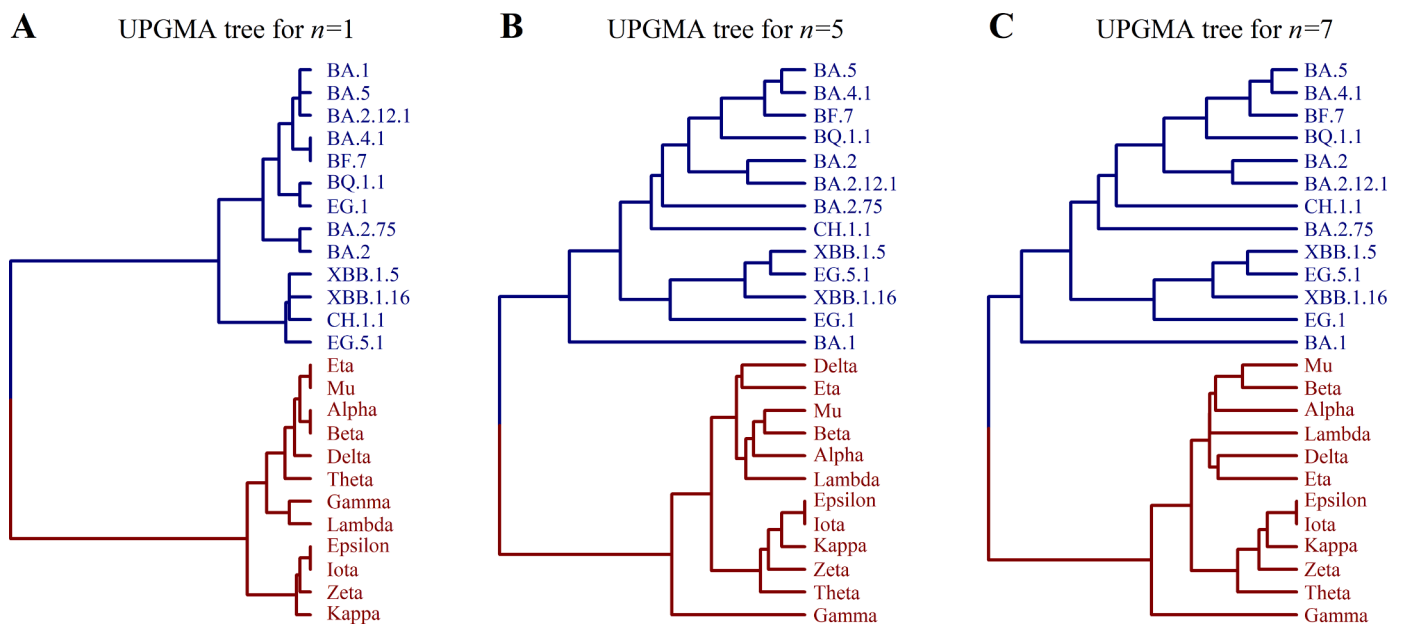 A UPGMA tree for n=1
BA.1
BA.5
BA.2.12.1
BA.4.1
BF.7
BQ.1.1
EG.1
BA.2.75
BA.2
XBB.1.5
XBB.1.16
CH.1.1
EG.5.1
Eta
Mu
Alpha
Beta
Delta
Theta
Gamma
Lambda
Epsilon
Iota
Zeta
Kappa
B UPGMA tree for n=5
BA.5
BA.4.1
BF.7
BQ.1.1
BA.2
BA.2.12.1
BA.2.75
CH.1.1
XBB.1.5
EG.5.1
XBB.1.16
EG.1
BA.1
Delta
Eta
Mu
Beta
Alpha
Lambda
Epsilon
Iota
Kappa
Zeta
Theta
Gamma
C UPGMA tree for n=7
BA.5
BA.4.1
BF.7
BQ.1.1
BA.2
BA.2.12.1
CH.1.1
BA.2.75
XBB.1.5
EG.5.1
XBB.1.16
EG.1
BA.1
Mu
Beta
Alpha
Lambda
Delta
Eta
Epsilon
Iota
Kappa
Zeta
Theta
Gamma